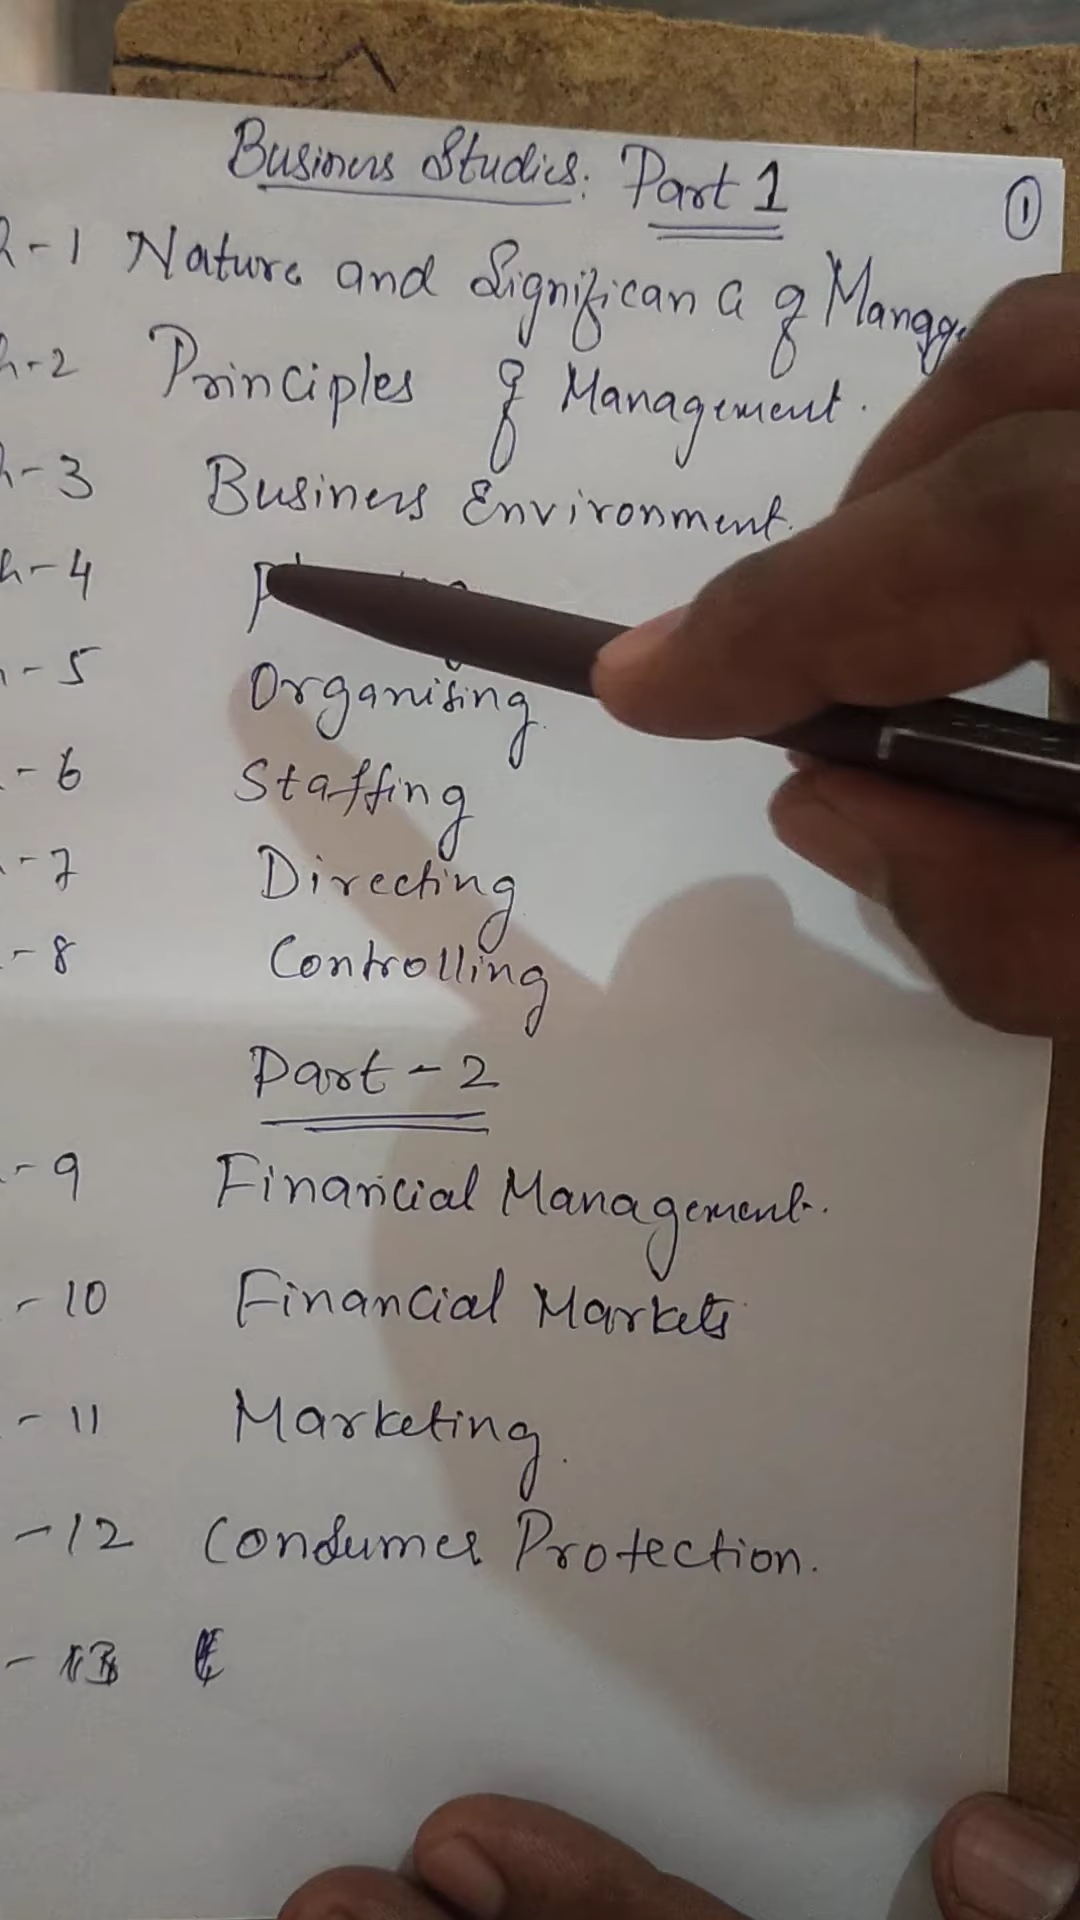 Business Studies: Part 1
1
h-1 Nature and Significance of Manage
h-2 Principles of Management.
h-3 Business Environment.
h-4
-5 Organising.
-6 Staffing
-7 Directing
-8 Controlling
Part-2
-9 Financial Management.
-10 Financial Markets
-11 Marketing.
-12 Consumer Protection.
-13